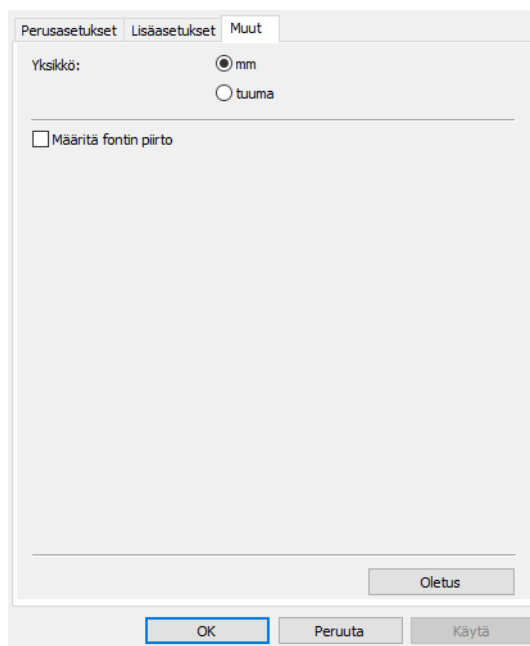 Perusasetukset Lisäasetukset Muut
Yksikkö: mm
tuuma
Määritä fontin piirto
Oletus
OK Peruuta Käytä